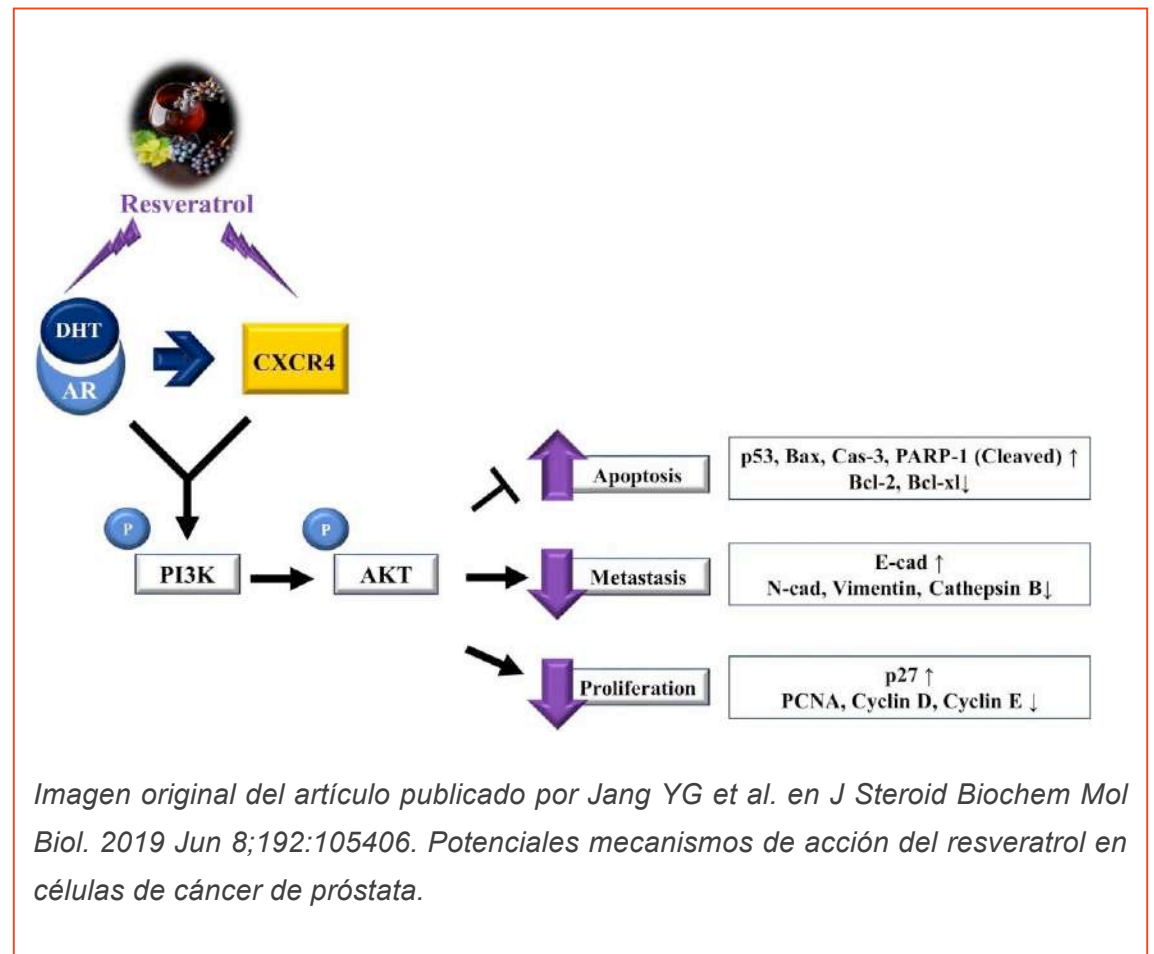 Resveratrol
DHT
AR
CXCR4
P
PI3K
P
AKT
Apoptosis
p53, Bax, Cas-3, PARP-1 (Cleaved) ↑
Bcl-2, Bcl-xl↓
Metastasis
E-cad ↑
N-cad, Vimentin, Cathepsin B↓
Proliferation
p27 ↑
PCNA, Cyclin D, Cyclin E ↓
Imagen original del artículo publicado por Jang YG et al. en J Steroid Biochem Mol
Biol. 2019 Jun 8;192:105406. Potenciales mecanismos de acción del resveratrol en
células de cáncer de próstata.